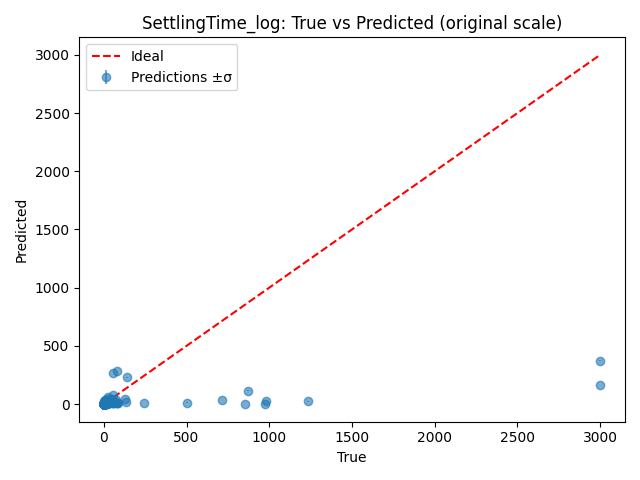 SettlingTime_log: True vs Predicted (original scale)
Ideal
Predictions ±σ
3000
2500
2000
1500
1000
500
0
Predicted
0 500 1000 1500 2000 2500 3000
True